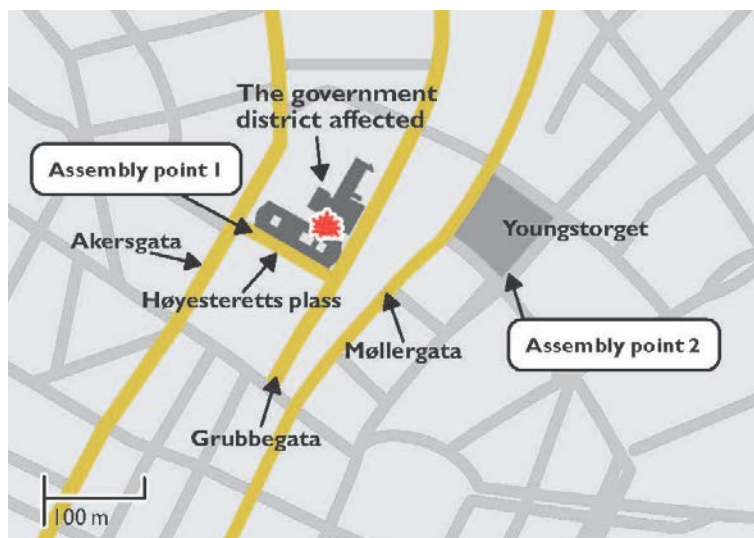 The government
district affected
Assembly point 1
Akersgata
Youngstorget
Høyesteretts plass
Møllergata
Assembly point 2
Grubbegata
100 m